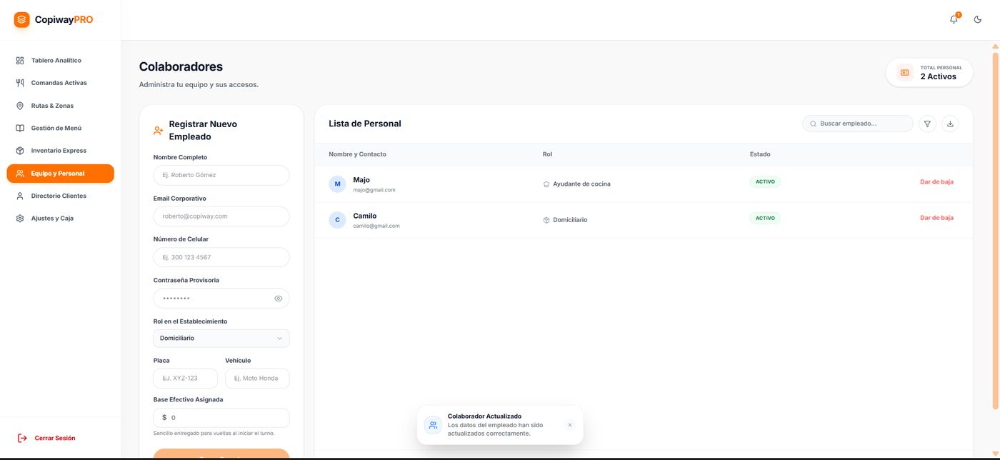 CopiwayPRO
1
Tablero Analítico
Comandas Activas
Rutas & Zonas
Gestión de Menú
Inventario Express
Equipo y Personal
Directorio Clientes
Ajustes y Caja
Cerrar Sesión
Colaboradores
Administra tu equipo y sus accesos.
TOTAL PERSONAL
2 Activos
Registrar Nuevo
Empleado
Nombre Completo
Ej. Roberto Gómez
Email Corporativo
roberto@copiway.com
Número de Celular
Ej. 300 123 4567
Contraseña Provisoria
••••••••
Rol en el Establecimiento
Domiciliario
Placa Vehículo
EJ. XYZ-123 Ej. Moto Honda
Base Efectivo Asignada
$ 0
Sencillo entregado para vueltas al iniciar el turno.
Lista de Personal
Buscar empleado...
Nombre y Contacto Rol Estado
M Majo Ayudante de cocina ACTIVO Dar de baja
majo@gmail.com
C Camilo Domiciliario ACTIVO Dar de baja
camilo@gmail.com
Colaborador Actualizado
Los datos del empleado han sido
actualizados correctamente.